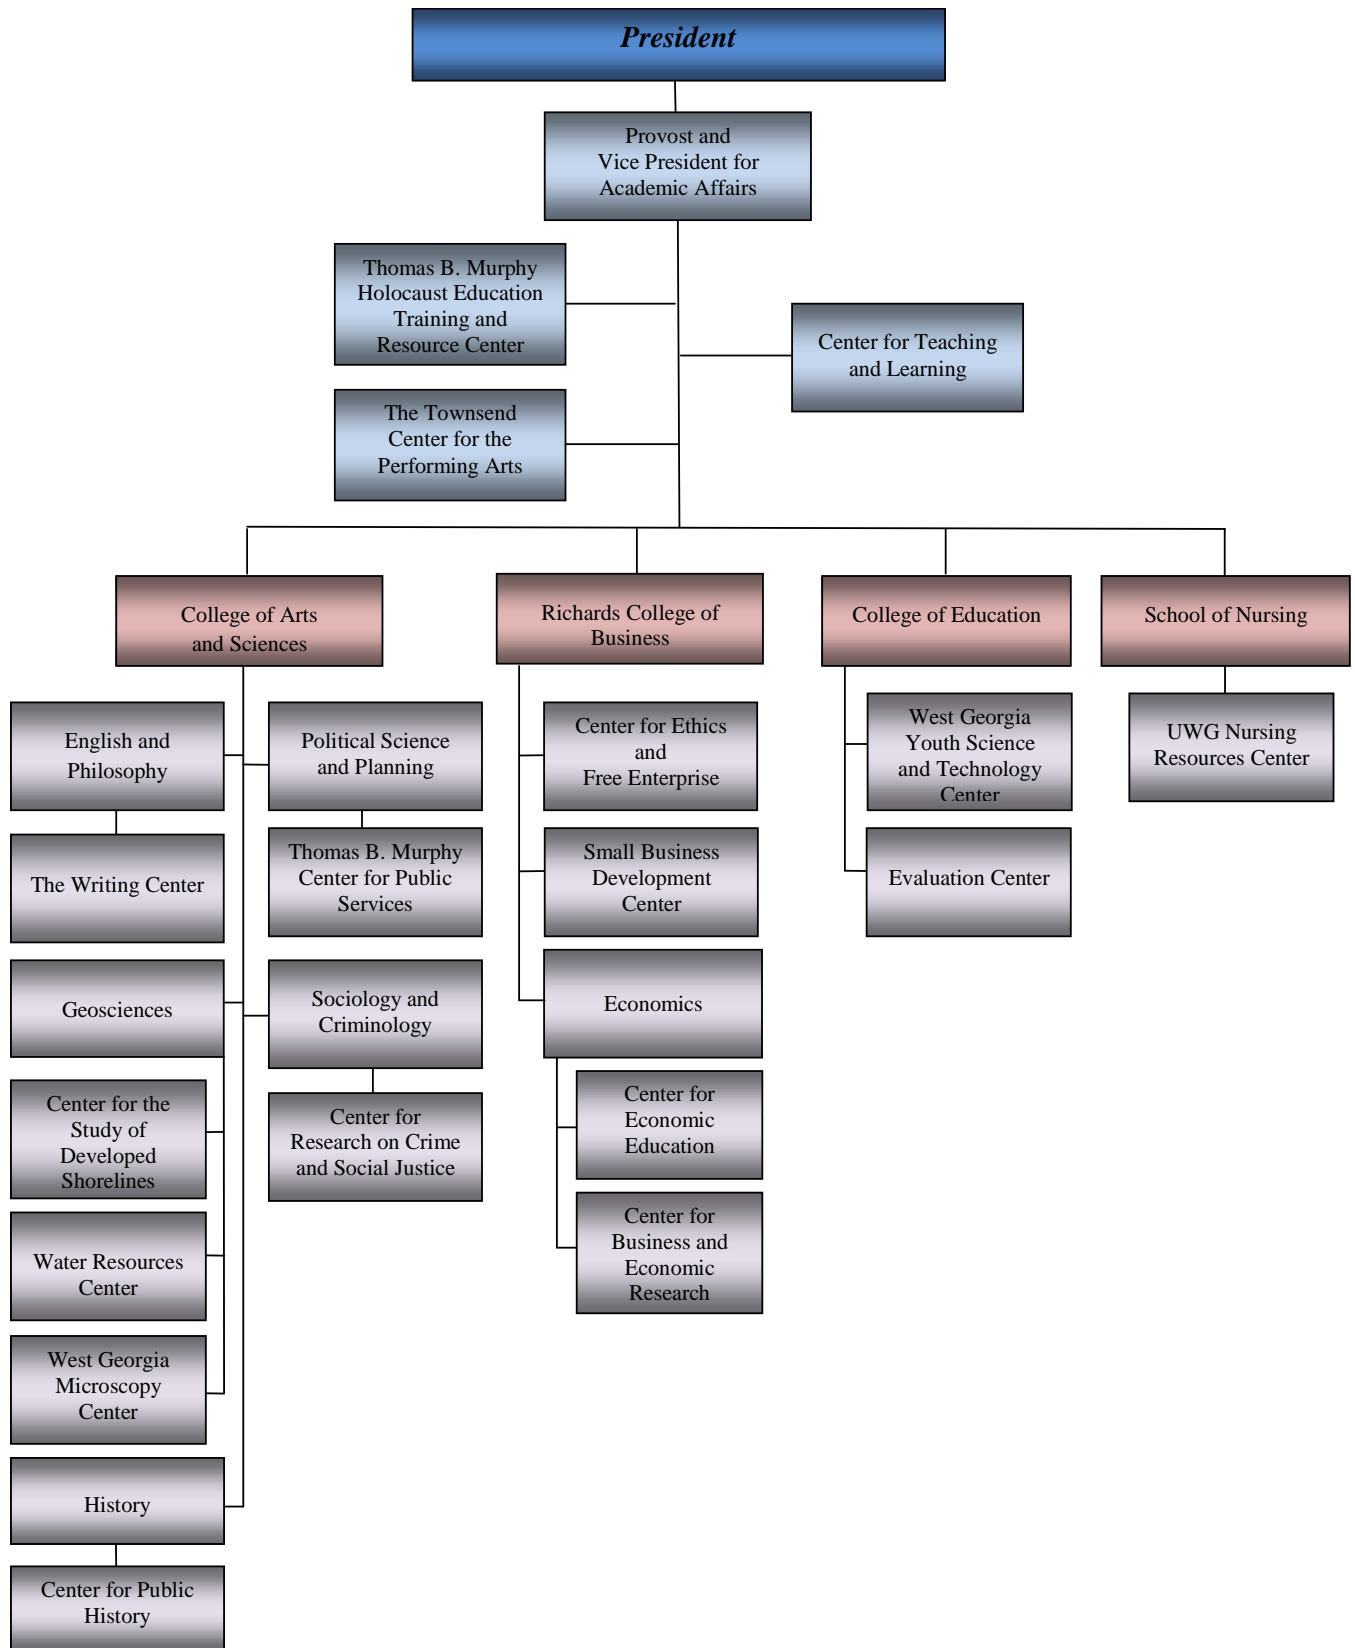 President
Provost and
Vice President for
Academic Affairs
Thomas B. Murphy
Holocaust Education
Training and
Resource Center
Center for Teaching
and Learning
The Townsend
Center for the
Performing Arts
College of Arts
and Sciences
Richards College of
Business
College of Education
School of Nursing
English and
Philosophy
Political Science
and Planning
Center for Ethics
and
Free Enterprise
West Georgia
Youth Science
and Technology
Center
UWG Nursing
Resources Center
The Writing Center
Thomas B. Murphy
Center for Public
Services
Small Business
Development
Center
Evaluation Center
Geosciences
Sociology and
Criminology
Economics
Center for the
Study of
Developed
Shorelines
Center for
Research on Crime
and Social Justice
Center for
Economic
Education
Water Resources
Center
Center for
Business and
Economic
Research
West Georgia
Microscopy
Center
History
Center for Public
History